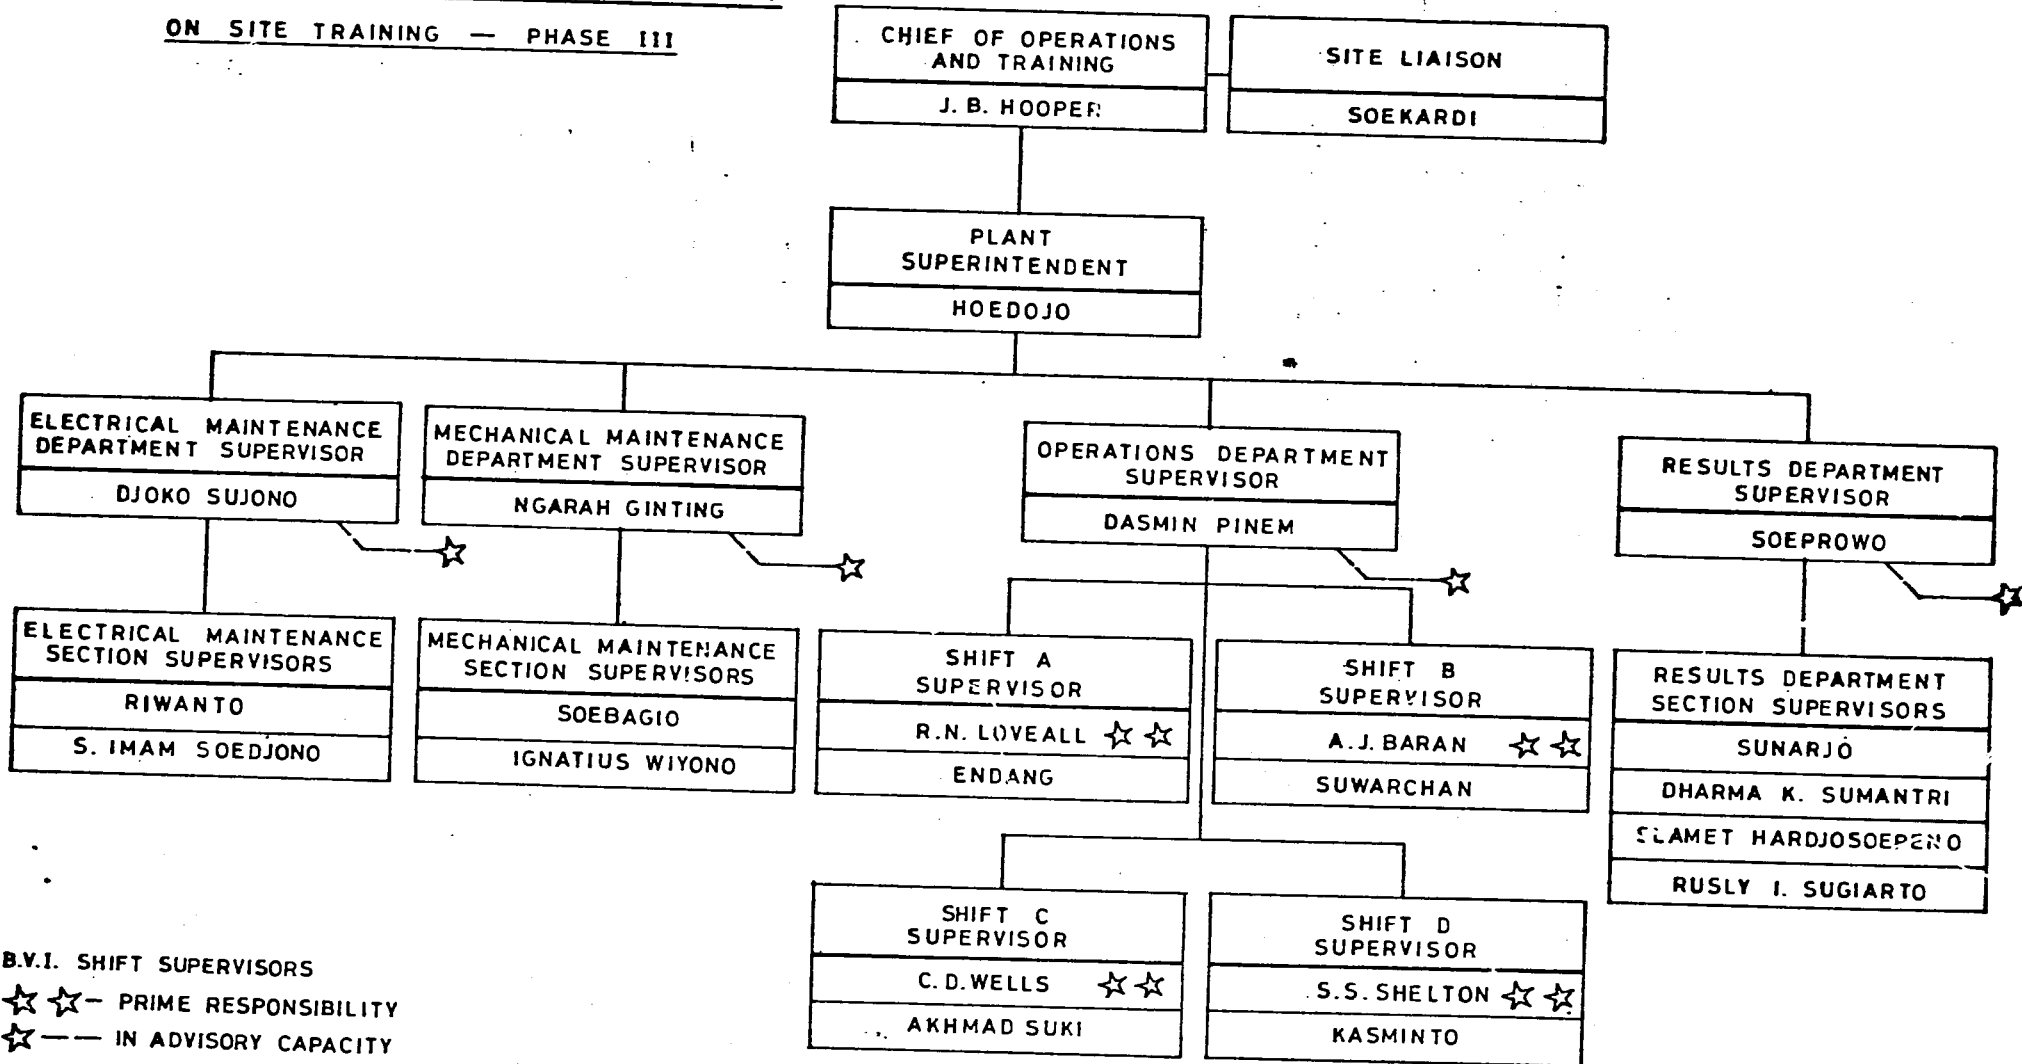 ON SITE TRAINING — PHASE III
CHIEF OF OPERATIONS
AND TRAINING
J. B. HOOPER
SITE LIAISON
SOEKARDI
PLANT
SUPERINTENDENT
HOEDOJO
ELECTRICAL MAINTENANCE
DEPARTMENT SUPERVISOR
DJOKO SUJONO
MECHANICAL MAINTENANCE
DEPARTMENT SUPERVISOR
NGARAH GINTING
OPERATIONS DEPARTMENT
SUPERVISOR
DASMIN PINEM
RESULTS DEPARTMENT
SUPERVISOR
SOEPROWO
ELECTRICAL MAINTENANCE
SECTION SUPERVISORS
RIWANTO
S. IMAM SOEDJONO
MECHANICAL MAINTENANCE
SECTION SUPERVISORS
SOEBAGIO
IGNATIUS WIYONO
SHIFT A
SUPERVISOR
R.N. LOVEALL ☆ ☆
ENDANG
SHIFT B
SUPERVISOR
A.J. BARAN ☆ ☆
SUWARCHAN
RESULTS DEPARTMENT
SECTION SUPERVISORS
SUNARJO
DHARMA K. SUMANTRI
SLAMET HARDJOSOEPENO
RUSLY I. SUGIARTO
SHIFT C
SUPERVISOR
C.D. WELLS ☆ ☆
AKHMAD SUKI
SHIFT D
SUPERVISOR
S.S. SHELTON ☆ ☆
KASMINTO
B.V.I. SHIFT SUPERVISORS
☆ ☆ — PRIME RESPONSIBILITY
☆ — — IN ADVISORY CAPACITY